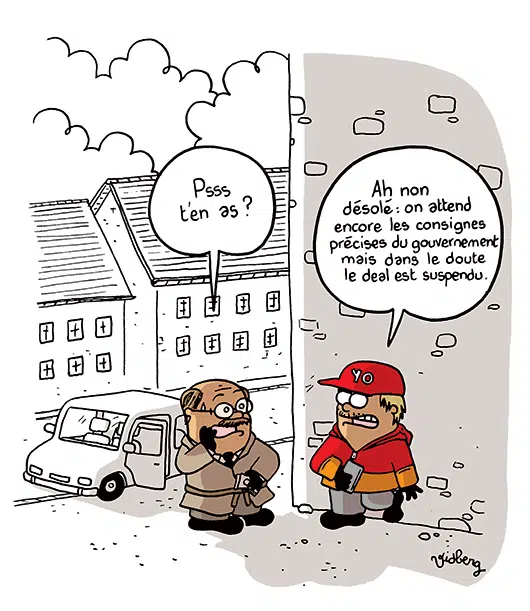 Psss
t'en as ?
Ah non
désolé : on attend
encore les consignes
précises du gouvernement
mais dans le doute
le deal est suspendu.
YO
Vidberg